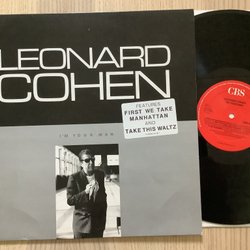 LEONARD
COHEN
FEATURES
FIRST WE TAKE
MANHATTAN
AND
TAKE THIS WALTZ
I'M YOUR MAN
CBS